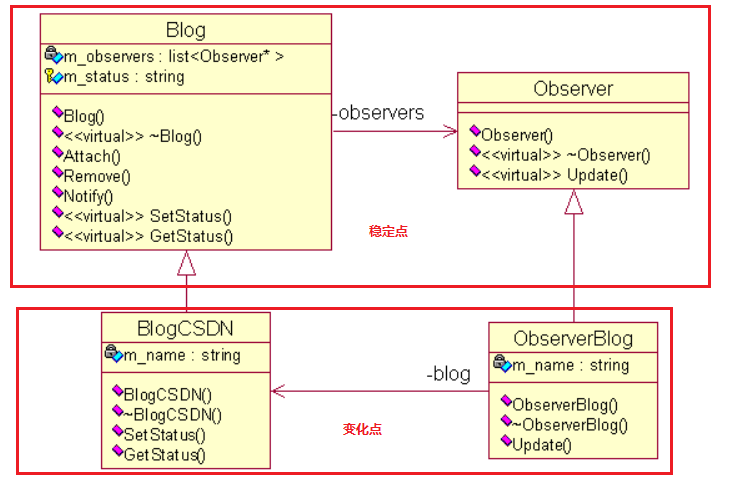 Blog
m_observers : list<Observer* >
m_status : string
Blog()
<<virtual>> ~Blog()
Attach()
Remove()
Notify()
<<virtual>> SetStatus()
<<virtual>> GetStatus()
-observers
Observer
Observer()
<<virtual>> ~Observer()
<<virtual>> Update()
稳定点
BlogCSDN
m_name : string
BlogCSDN()
~BlogCSDN()
SetStatus()
GetStatus()
-blog
ObserverBlog
m_name : string
ObserverBlog()
~ObserverBlog()
Update()
变化点